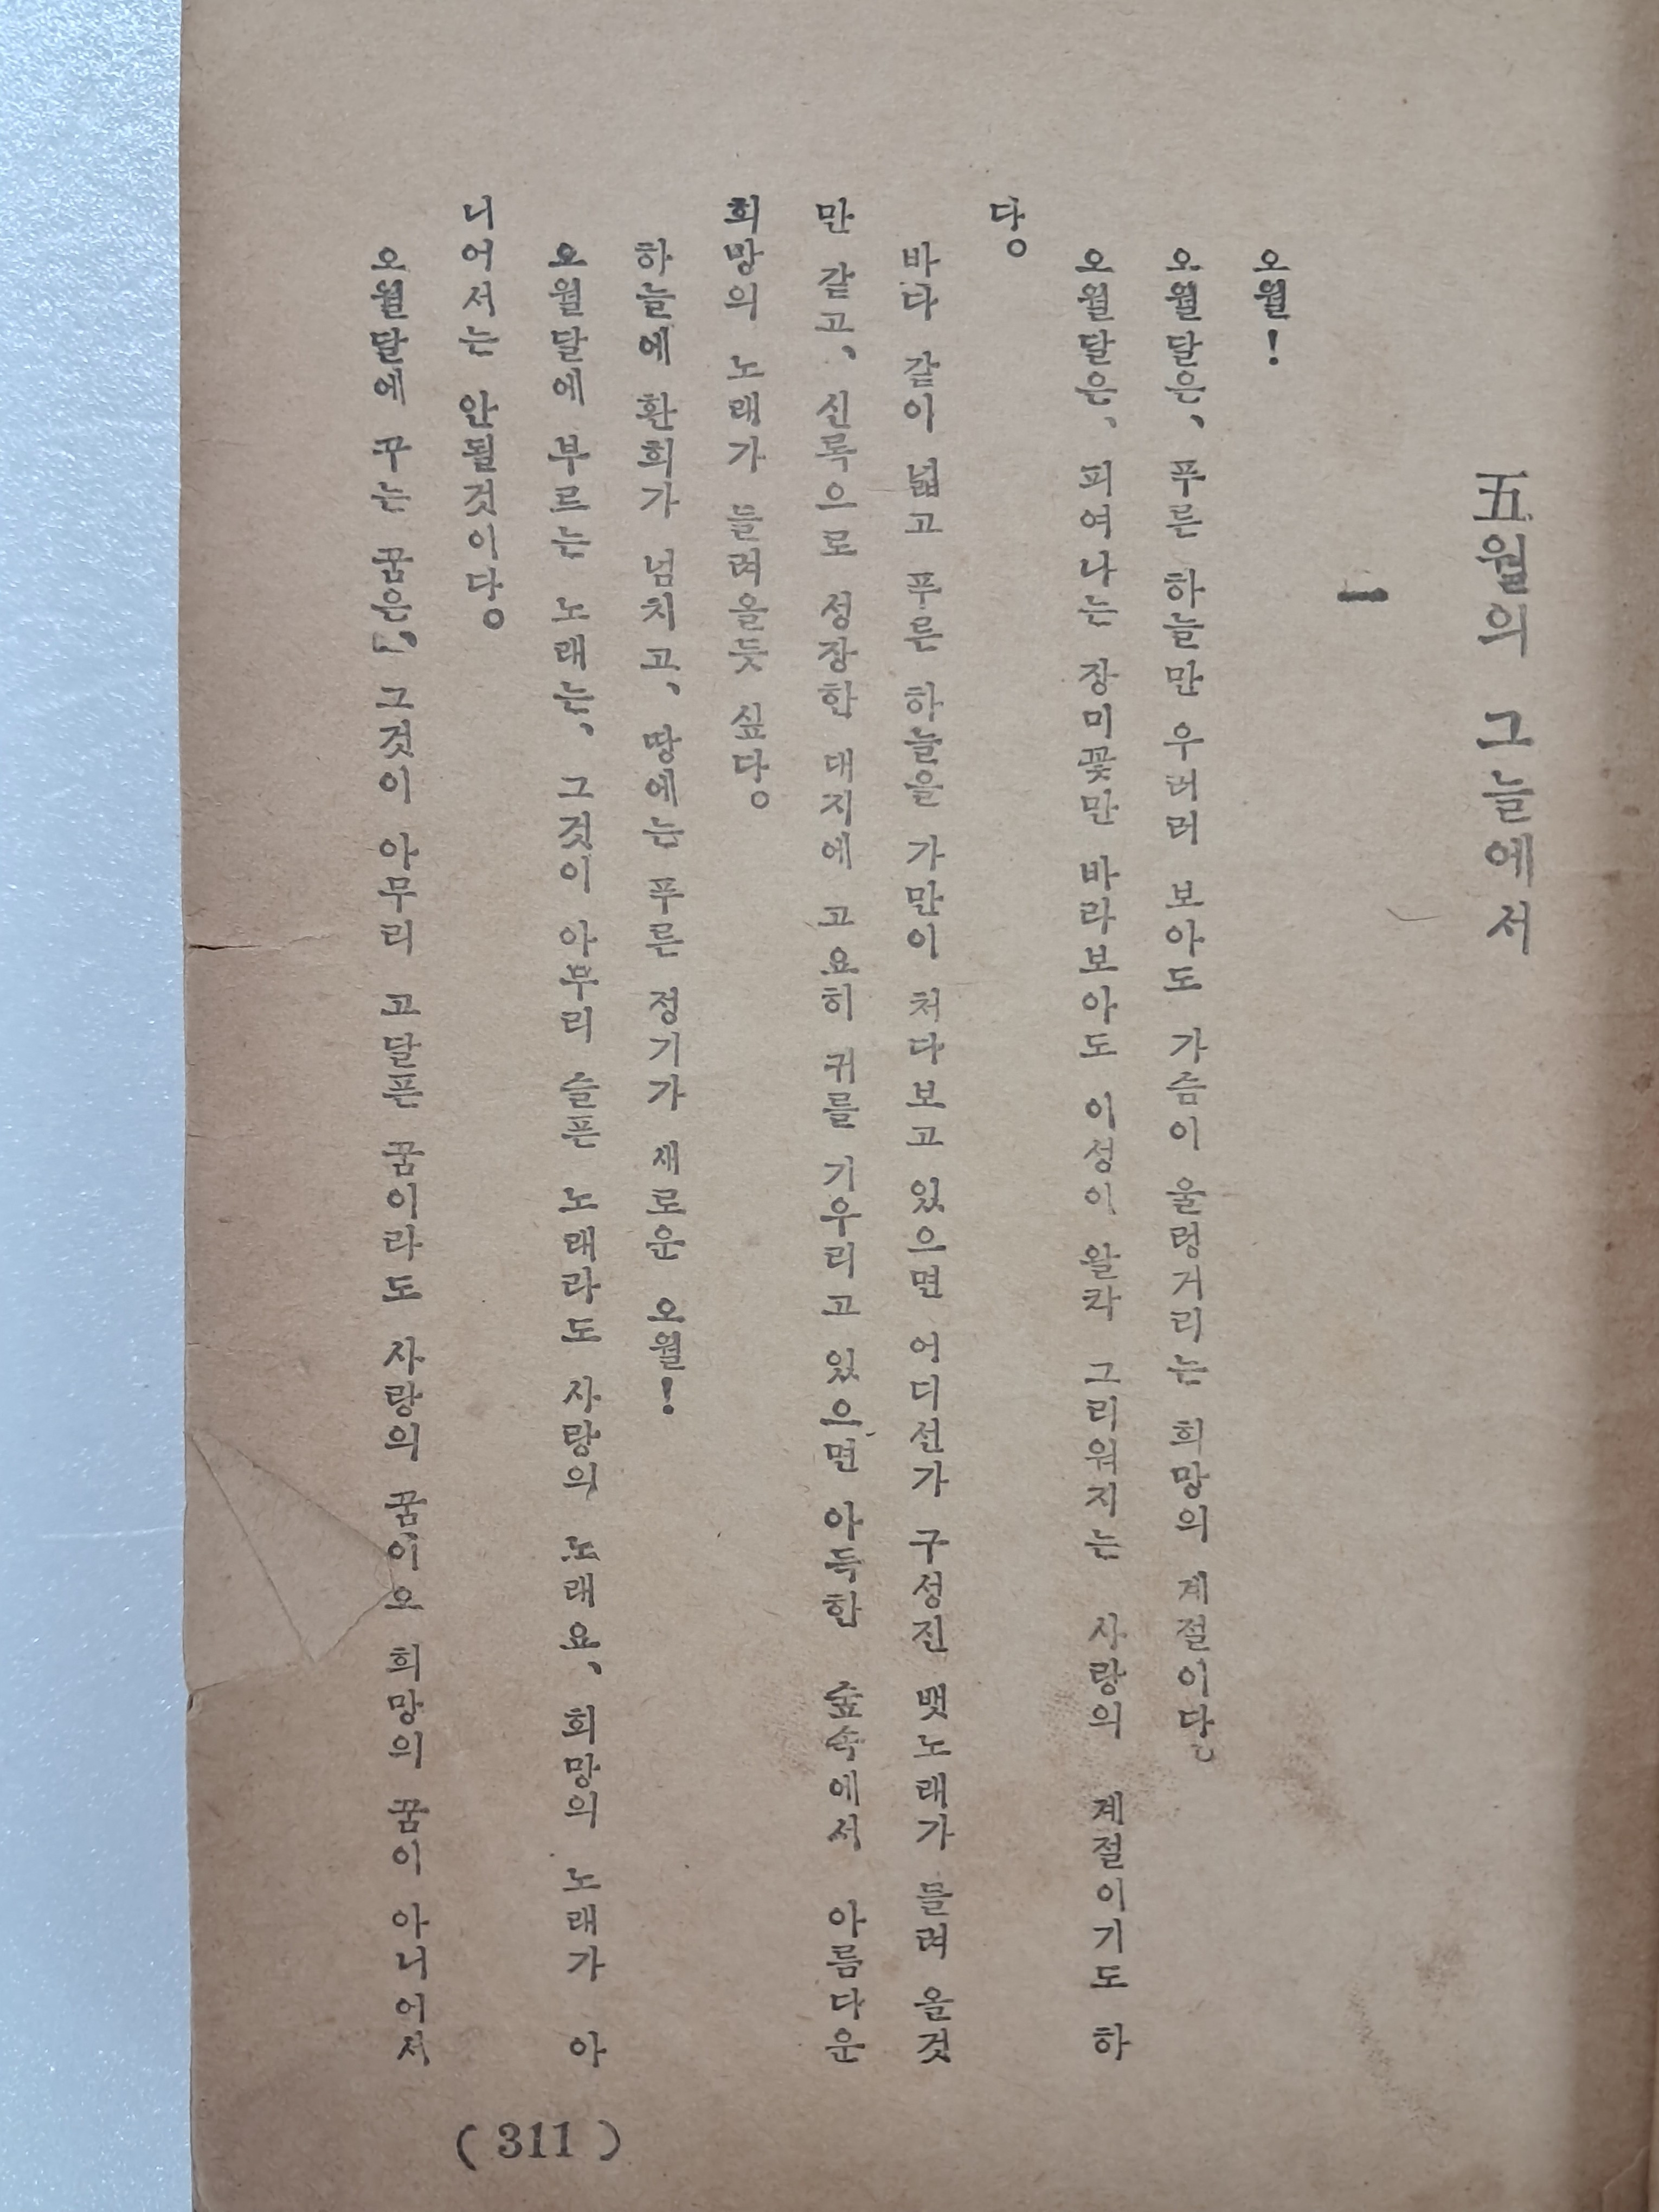 五월의 그늘에서
一
오월!
오월달은, 푸른 하늘만 우러러 보아도 가슴이 울렁거리는 희망의 계절이다。
오월달은, 피여나는 장미꽃만 바라보아도 이성이 왈칵 그리워지는 사랑의 계절이기도 하
다。
바다 같이 넓고 푸른 하늘을 가만이 처다보고 있으면 어디선가 구성진 뱃노래가 들려 올것
만 같고, 신록으로 성장한 대지에 고요히 귀를 기우리고 있으면 아득한 숲속에서 아름다운
희망의 노래가 들려올듯 싶다。
하늘에 환희가 넘치고, 땅에는 푸른 정기가 새로운 오월!
오월달에 부르는 노래는, 그것이 아무리 슬픈 노래라도 사랑의 노래요, 희망의 노래가 아
니어서는 안될것이다。
오월달에 꾸는 꿈은, 그것이 아무리 고달픈 꿈이라도 사랑의 꿈이오 희망의 꿈이 아니어서
( 311 )